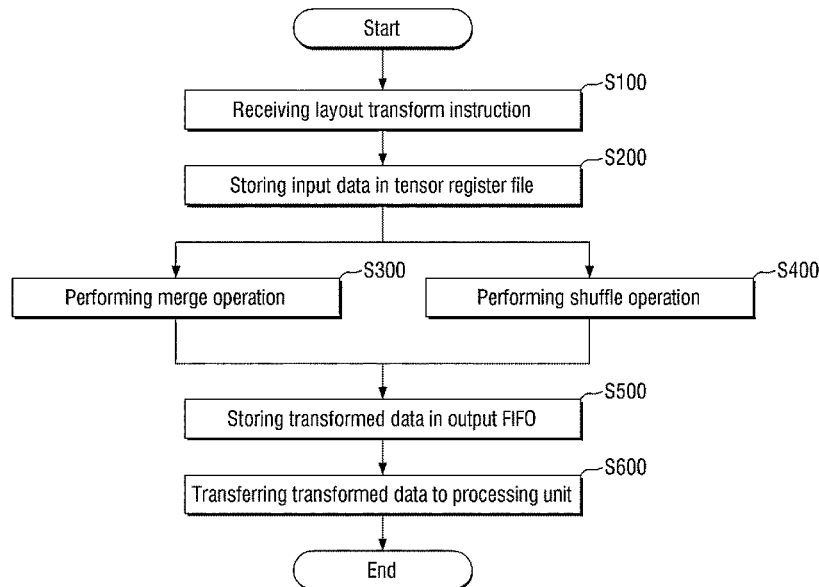 Start
S100
Receiving layout transform instruction
S200
Storing input data in tensor register file
S300
Performing merge operation
S400
Performing shuffle operation
S500
Storing transformed data in output FIFO
S600
Transferring transformed data to processing unit
End